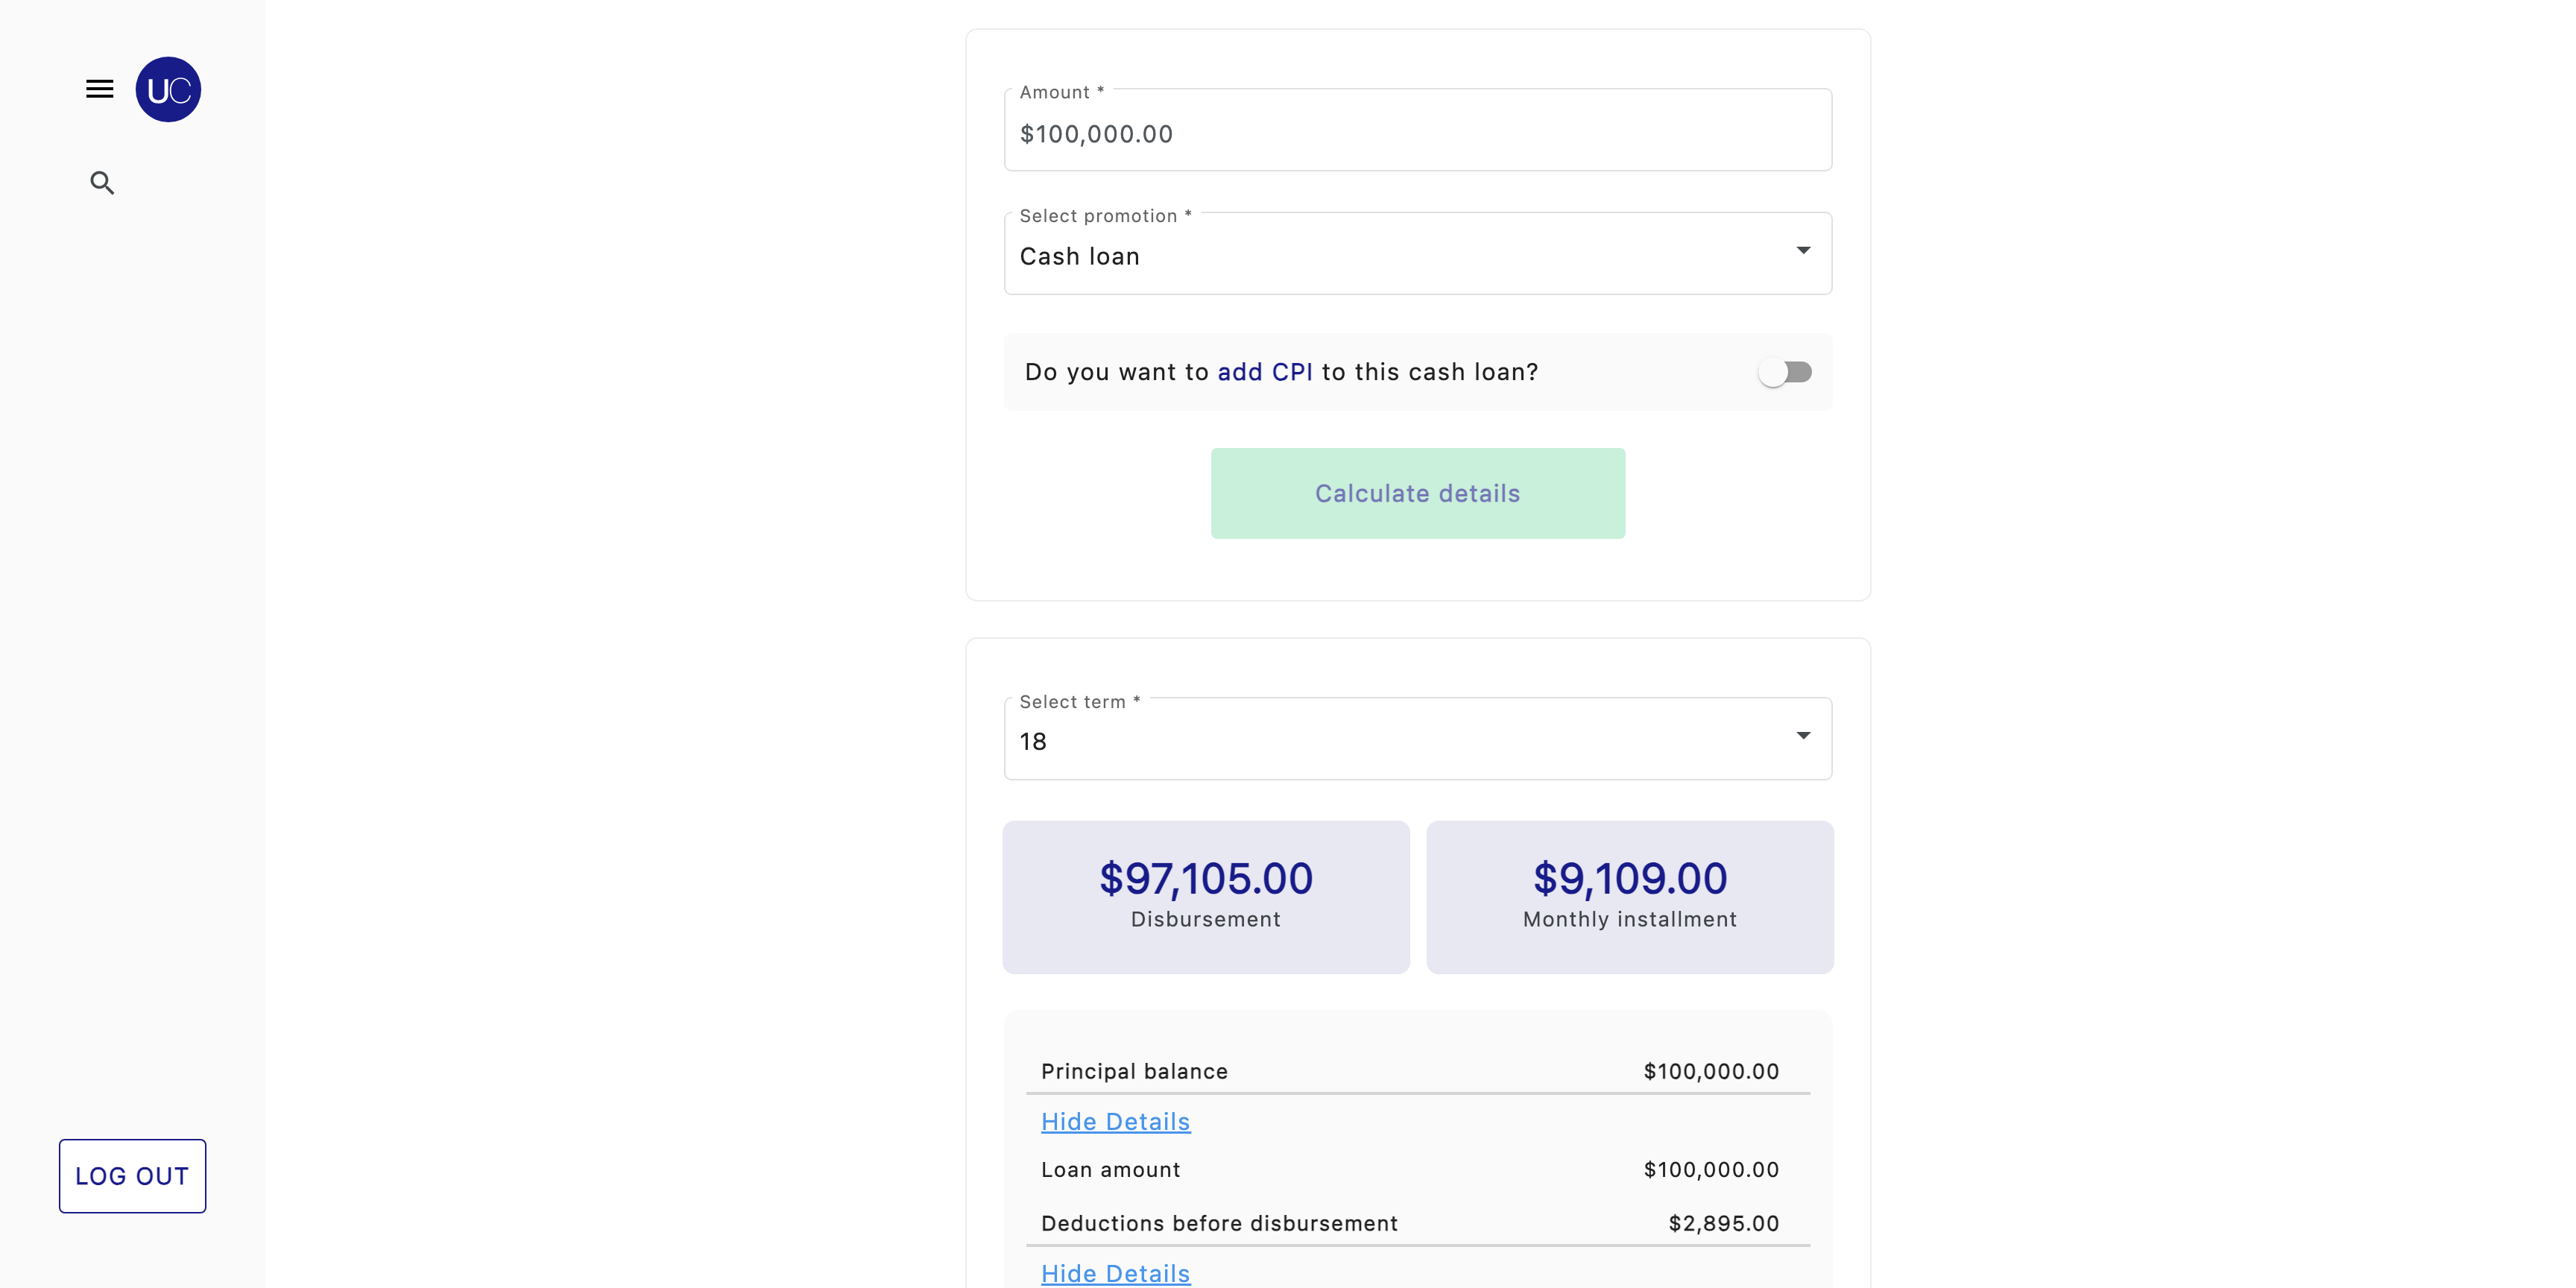 UC
Amount *
$100,000.00
Select promotion *
Cash loan
Do you want to add CPI to this cash loan?
Calculate details
Select term *
18
$97,105.00
Disbursement
$9,109.00
Monthly installment
Principal balance $100,000.00
Hide Details
Loan amount $100,000.00
Deductions before disbursement $2,895.00
Hide Details
LOG OUT